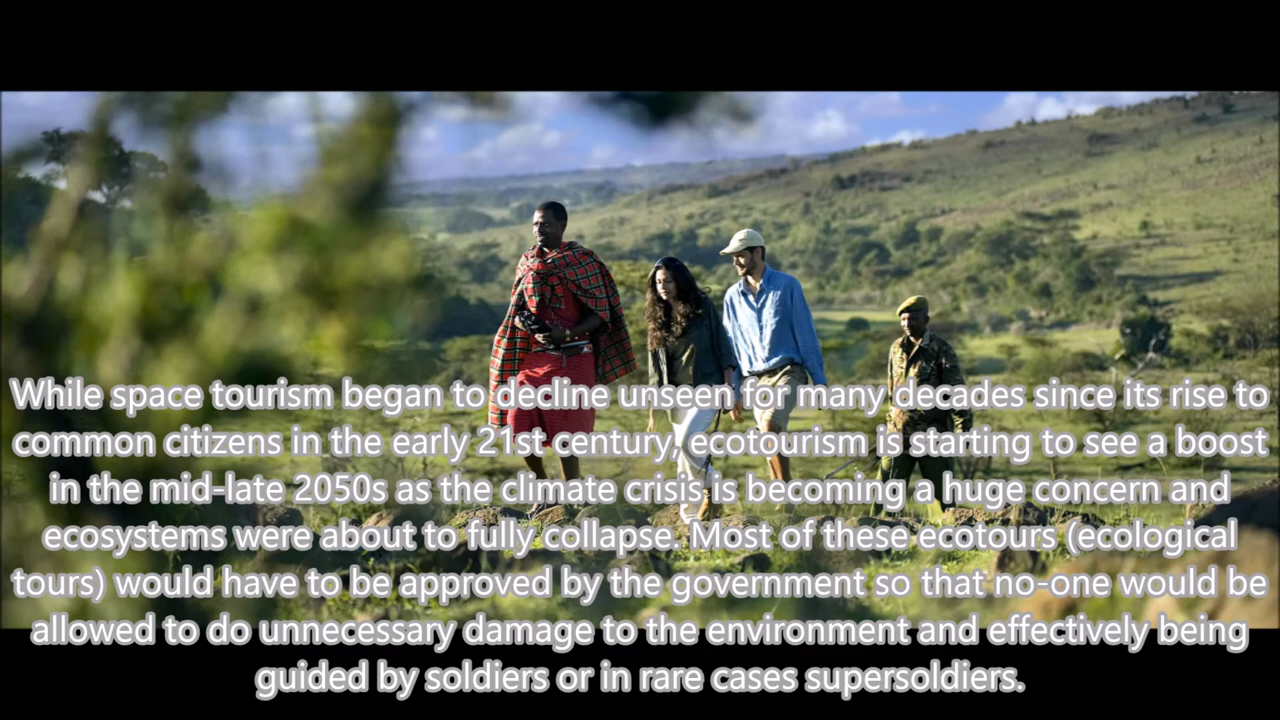 While space tourism began to decline unseen for many decades since its rise to
common citizens in the early 21st century, ecotourism is starting to see a boost
in the mid-late 2050s as the climate crisis is becoming a huge concern and
ecosystems were about to fully collapse. Most of these ecotours (ecological
tours) would have to be approved by the government so that no-one would be
allowed to do unnecessary damage to the environment and effectively being
guided by soldiers or in rare cases supersoldiers.